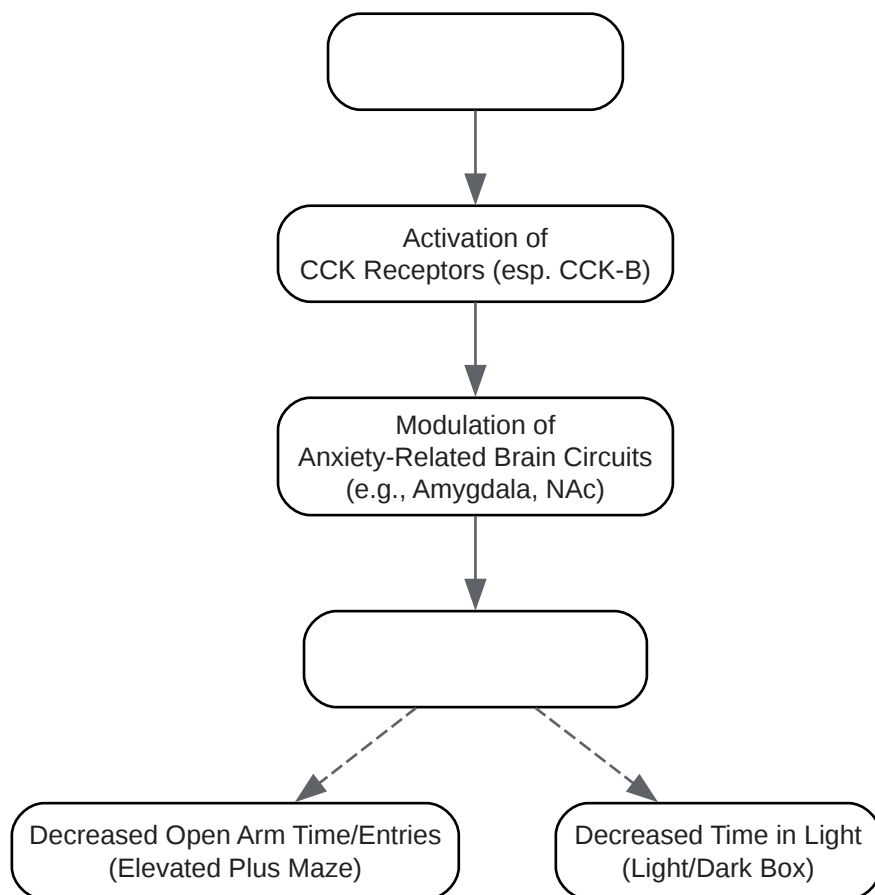 Activation of
CCK Receptors (esp. CCK-B)
Modulation of
Anxiety-Related Brain Circuits
(e.g., Amygdala, NAc)
Decreased Open Arm Time/Entries
(Elevated Plus Maze)
Decreased Time in Light
(Light/Dark Box)